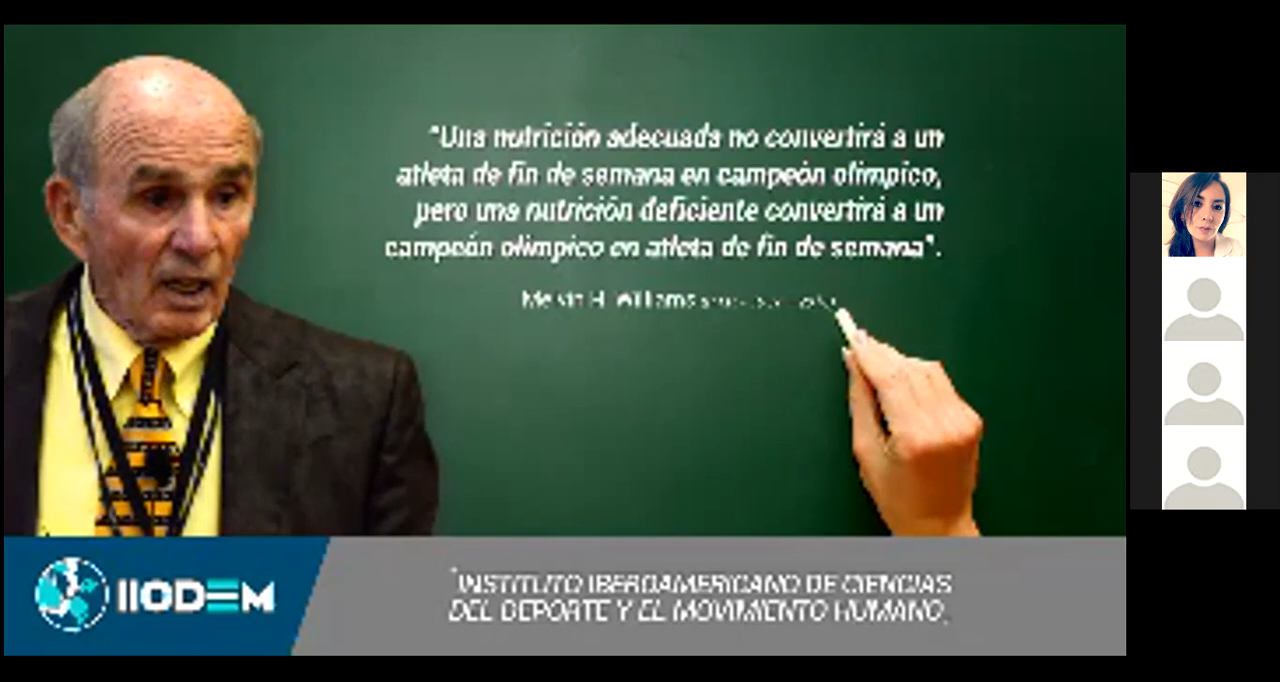 "Una nutrición adecuada no convertirá a un
atleta de fin de semana en campeón olímpico,
pero una nutrición deficiente convertirá a un
campeón olímpico en atleta de fin de semana".
Melvin H. Williams
IIODEM
"INSTITUTO IBEROAMERICANO DE CIENCIAS
DEL DEPORTE Y EL MOVIMIENTO HUMANO.